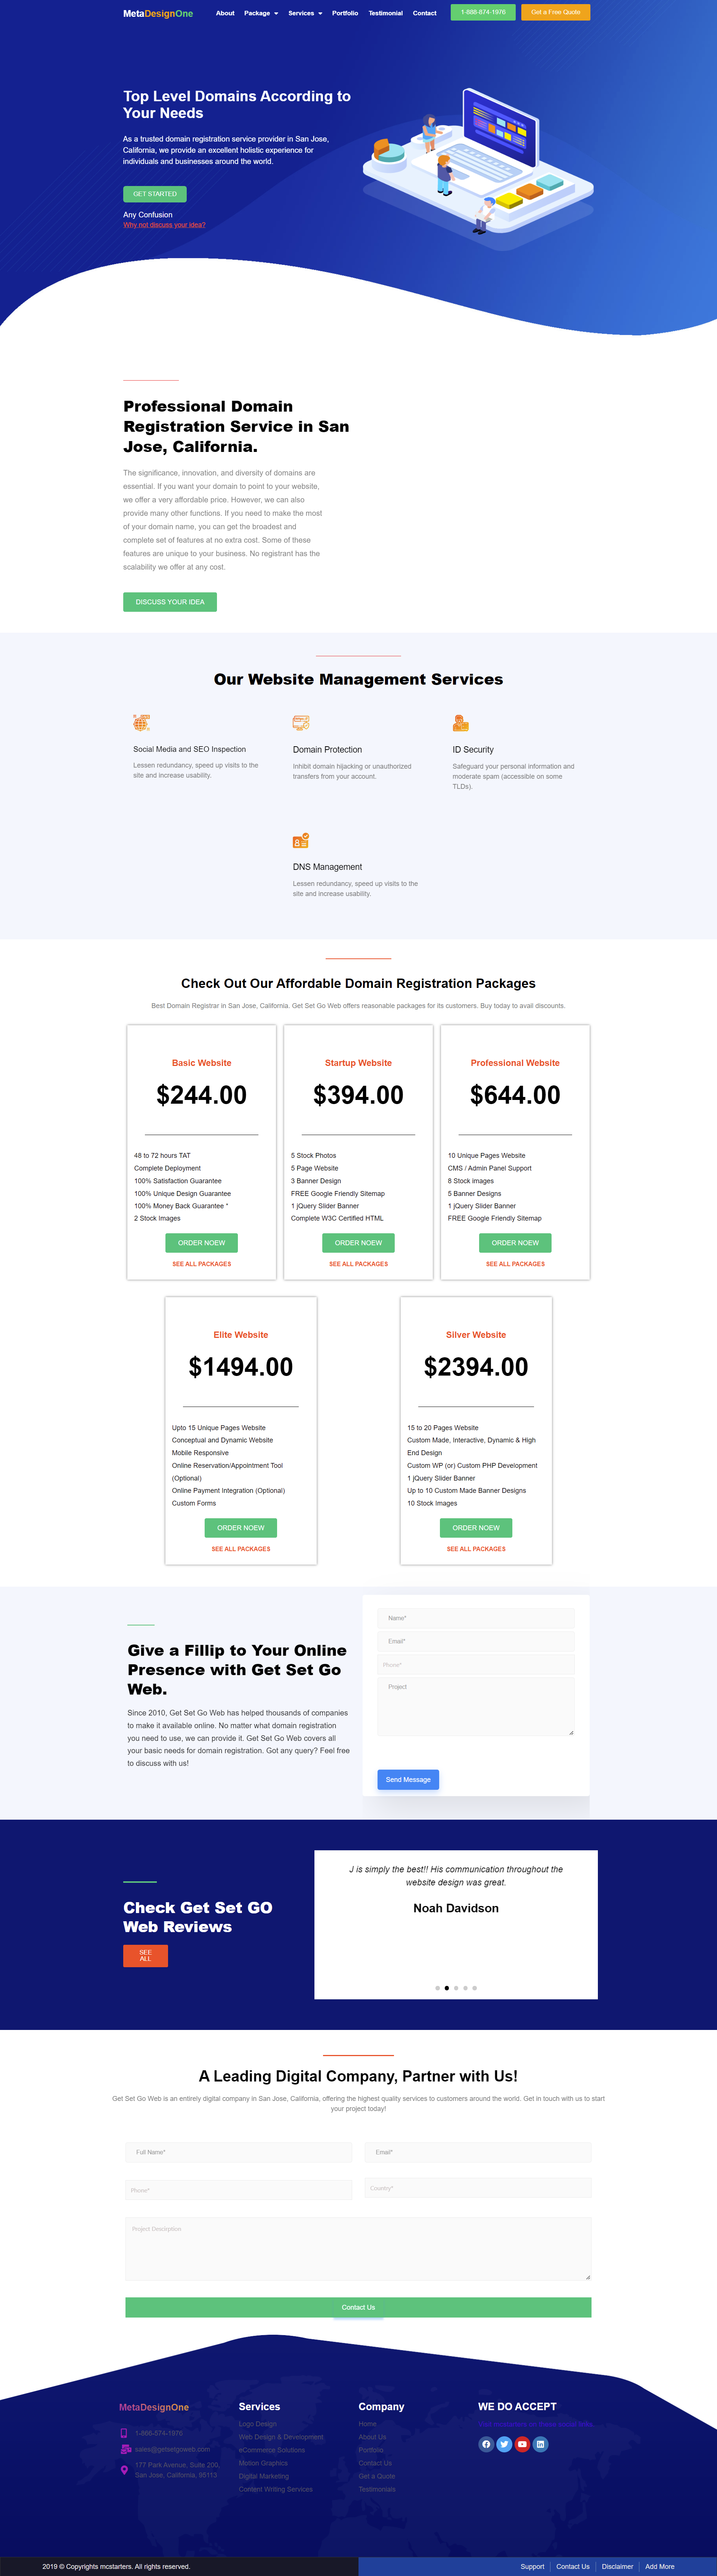 MetaDesignOne
About Package Services Portfolio Testimonial Contact
1-888-874-1976
Get a Free Quote
Top Level Domains According to
Your Needs
As a trusted domain registration service provider in San Jose,
California, we provide an excellent holistic experience for
individuals and businesses around the world.
GET STARTED
Any Confusion
Why not discuss your idea?
Professional Domain
Registration Service in San
Jose, California.
The significance, innovation, and diversity of domains are
essential. If you want your domain to point to your website,
we offer a very affordable price. However, we can also
provide many other functions. If you need to make the most
of your domain name, you can get the broadest and
complete set of features at no extra cost. Some of these
features are unique to your business. No registrant has the
scalability we offer at any cost.
DISCUSS YOUR IDEA
Our Website Management Services
Social Media and SEO Inspection
Lessen redundancy, speed up visits to the
site and increase usability.
Domain Protection
Inhibit domain hijacking or unauthorized
transfers from your account.
ID Security
Safeguard your personal information and
moderate spam (accessible on some
TLDs).
DNS Management
Lessen redundancy, speed up visits to the
site and increase usability.
Check Out Our Affordable Domain Registration Packages
Best Domain Registrar in San Jose, California. Get Set Go Web offers reasonable packages for its customers. Buy today to avail discounts.
Basic Website
$244.00
48 to 72 hours TAT
Complete Deployment
100% Satisfaction Guarantee
100% Unique Design Guarantee
100% Money Back Guarantee *
2 Stock Images
ORDER NOEW
SEE ALL PACKAGES
Startup Website
$394.00
5 Stock Photos
5 Page Website
3 Banner Design
FREE Google Friendly Sitemap
1 jQuery Slider Banner
Complete W3C Certified HTML
ORDER NOEW
SEE ALL PACKAGES
Professional Website
$644.00
10 Unique Pages Website
CMS / Admin Panel Support
8 Stock images
5 Banner Designs
1 jQuery Slider Banner
FREE Google Friendly Sitemap
ORDER NOEW
SEE ALL PACKAGES
Elite Website
$1494.00
Upto 15 Unique Pages Website
Conceptual and Dynamic Website
Mobile Responsive
Online Reservation/Appointment Tool
(Optional)
Online Payment Integration (Optional)
Custom Forms
ORDER NOEW
SEE ALL PACKAGES
Silver Website
$2394.00
15 to 20 Pages Website
Custom Made, Interactive, Dynamic & High
End Design
Custom WP (or) Custom PHP Development
1 jQuery Slider Banner
Up to 10 Custom Made Banner Designs
10 Stock Images
ORDER NOEW
SEE ALL PACKAGES
Give a Fillip to Your Online
Presence with Get Set Go
Web.
Since 2010, Get Set Go Web has helped thousands of companies
to make it available online. No matter what domain registration
you need to use, we can provide it. Get Set Go Web covers all
your basic needs for domain registration. Got any query? Feel free
to discuss with us!
Name*
Email*
Phone*
Project
Send Message
Check Get Set GO
Web Reviews
SEE
ALL
J is simply the best!! His communication throughout the
website design was great.
Noah Davidson
A Leading Digital Company, Partner with Us!
Get Set Go Web is an entirely digital company in San Jose, California, offering the highest quality services to customers around the world. Get in touch with us to start
your project today!
Full Name*
Email*
Phone*
Country*
Project Description
Contact Us
MetaDesignOne
1-888-874-1976
sales@getsetgoweb.com
177 Park Avenue, Suite 200,
San Jose, California, 95113
Services
Logo Design
Web Design & Development
eCommerce Solutions
Motion Graphics
Digital Marketing
Content Writing Services
Company
Home
About Us
Portfolio
Contact Us
Get a Quote
Testimonials
WE DO ACCEPT
2019 © Copyrights mcstarters. All rights reserved.
Support Contact Us Disclaimer Add More